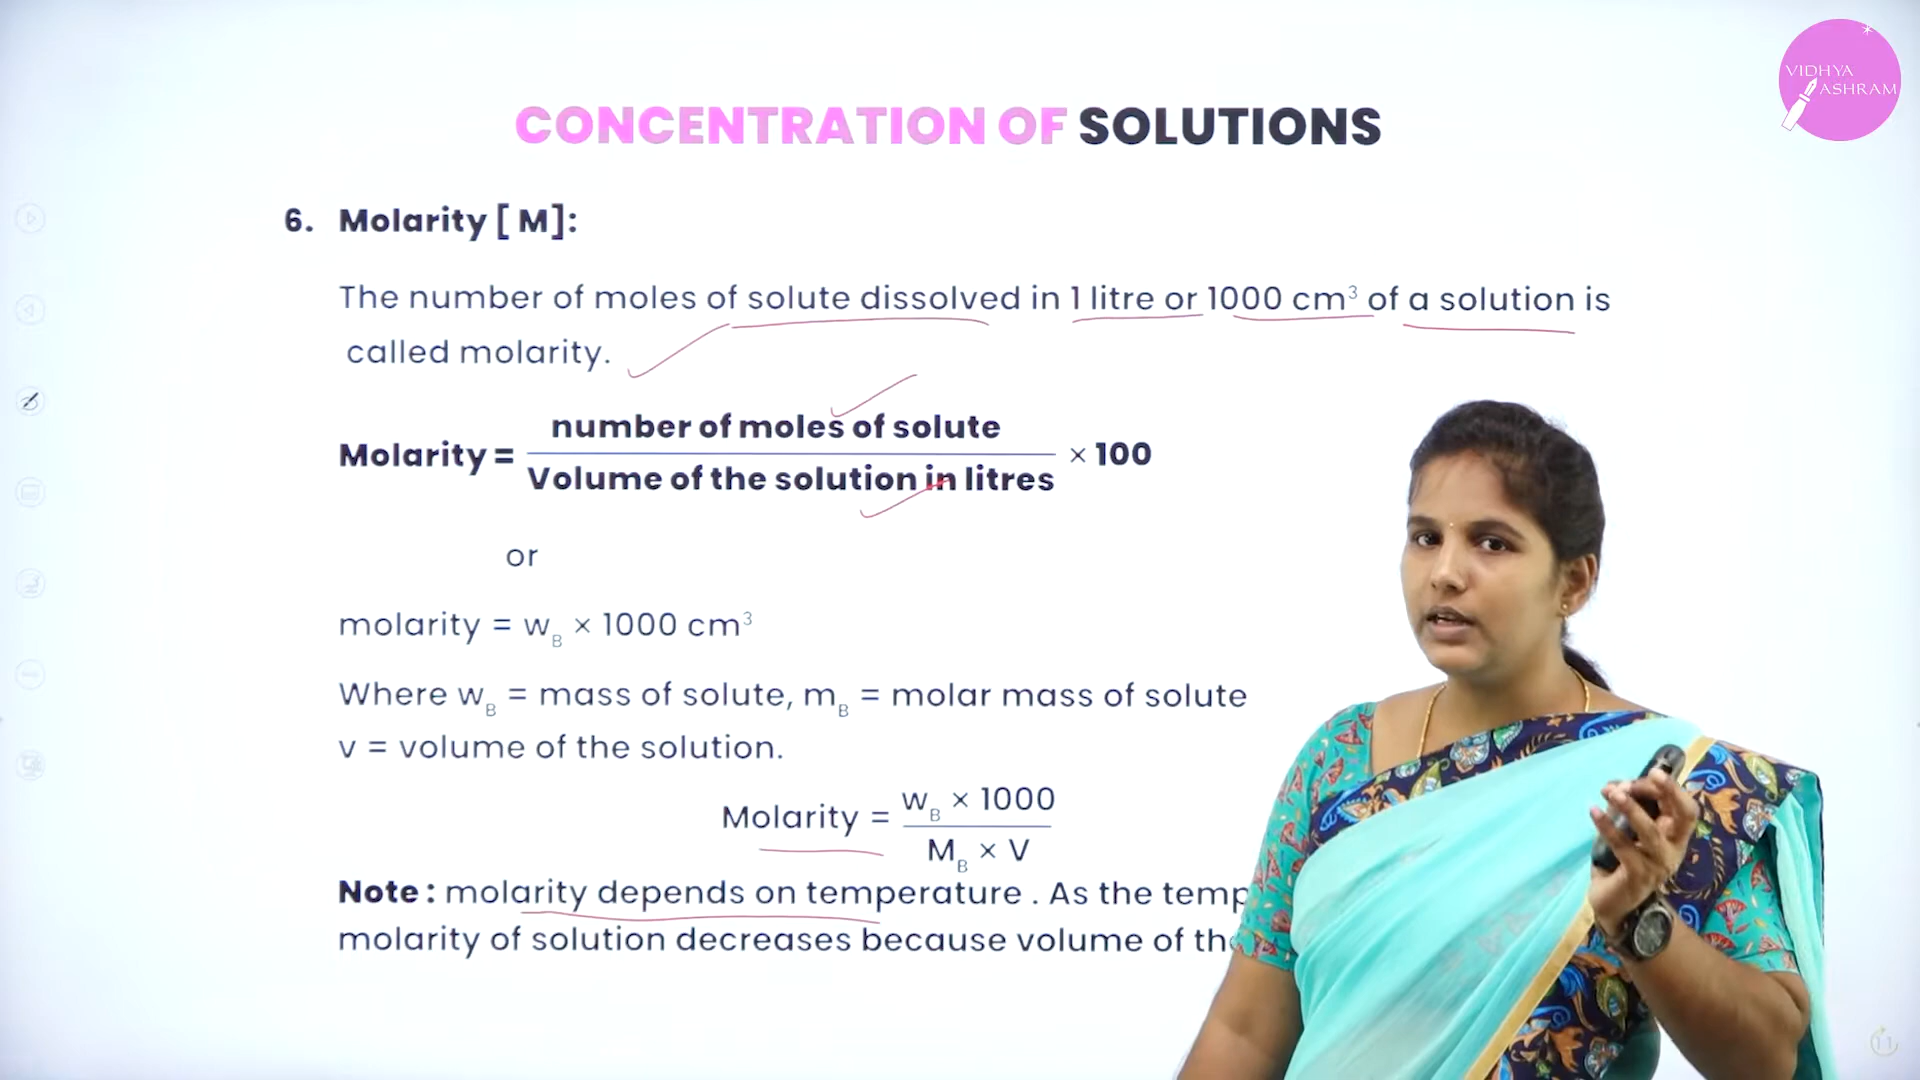 VIDHYA
ASHRAM
CONCENTRATION OF SOLUTIONS
6. Molarity [ M]:
The number of moles of solute dissolved in 1 litre or 1000 cm³ of a solution is
called molarity.
Molarity = number of moles of solute / Volume of the solution in litres × 100
or
molarity = w_B × 1000 cm³
Where w_B = mass of solute, m_B = molar mass of solute
v = volume of the solution.
Molarity = w_B × 1000 / M_B × V
Note : molarity depends on temperature . As the temp
molarity of solution decreases because volume of the
11